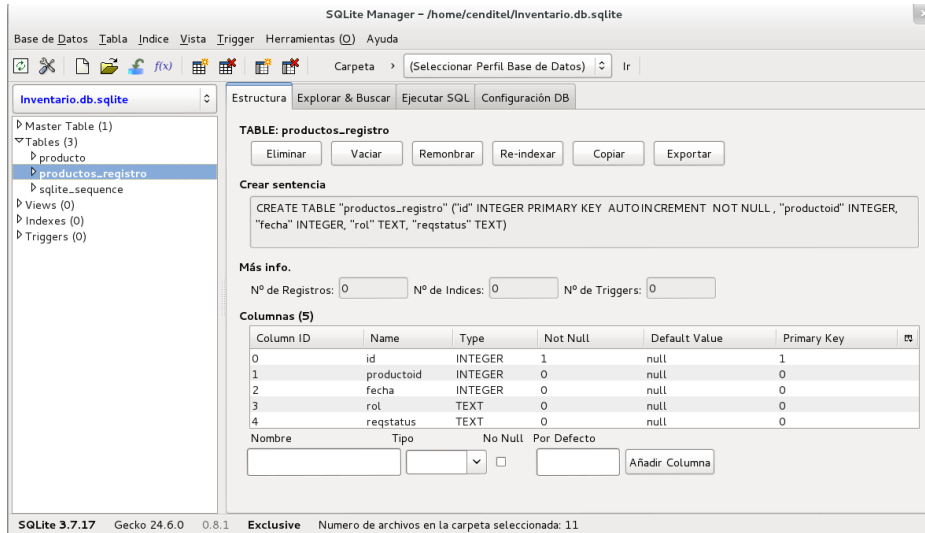 SQLite Manager – /home/cenditel/Inventario.db.sqlite
Base de Datos Tabla Indice Vista Trigger Herramientas (O) Ayuda
f(x) Carpeta > (Seleccionar Perfil Base de Datos) Ir
Inventario.db.sqlite
Master Table (1)
Tables (3)
producto
productos_registro
sqlite_sequence
Views (0)
Indexes (0)
Triggers (0)
Estructura Explorar & Buscar Ejecutar SQL Configuración DB
TABLE: productos_registro
Eliminar Vaciar Remonbrar Re-indexar Copiar Exportar
Crear sentencia
CREATE TABLE "productos_registro" ("id" INTEGER PRIMARY KEY AUTOINCREMENT NOT NULL , "productoid" INTEGER,
"fecha" INTEGER, "rol" TEXT, "reqstatus" TEXT)
Más info.
Nº de Registros: 0 Nº de Indices: 0 Nº de Triggers: 0
Columnas (5)
Column ID Name Type Not Null Default Value Primary Key
0 id INTEGER 1 null 1
1 productoid INTEGER 0 null 0
2 fecha INTEGER 0 null 0
3 rol TEXT 0 null 0
4 reqstatus TEXT 0 null 0
Nombre Tipo No Null Por Defecto
Añadir Columna
SQLite 3.7.17 Gecko 24.6.0 0.8.1 Exclusive Numero de archivos en la carpeta seleccionada: 11